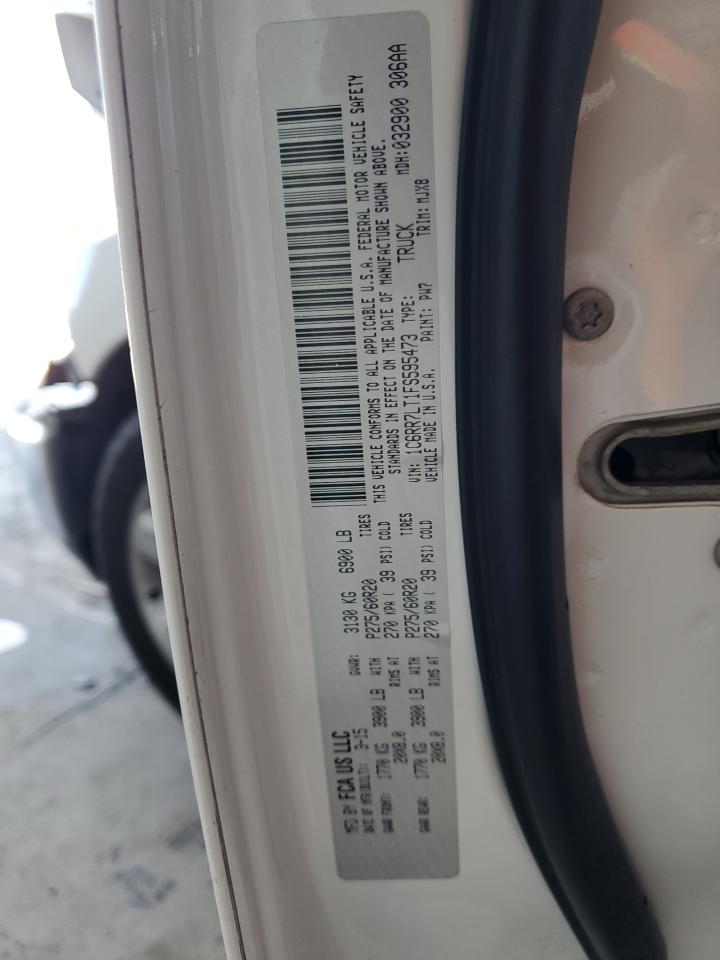 MFD BY FCA US LLC
DATE OF MFR(BUILT): 3-15 GVWR: 3130 KG 6900 LB
GAWR FRONT: 1770 KG 3900 LB WITH P275/60R20 TIRES
20X8.0 RIMS AT 270 KPA ( 39 PSI) COLD
GAWR REAR: 1770 KG 3900 LB WITH P275/60R20 TIRES
20X8.0 RIMS AT 270 KPA ( 39 PSI) COLD
THIS VEHICLE CONFORMS TO ALL APPLICABLE U.S.A. FEDERAL MOTOR VEHICLE SAFETY
STANDARDS IN EFFECT ON THE DATE OF MANUFACTURE SHOWN ABOVE.
VIN: 1C6RR7LT1FS595473 TYPE: TRUCK MDH:032900 306AA
VEHICLE MADE IN U.S.A. PAINT: PW7 TRIM: MJX8